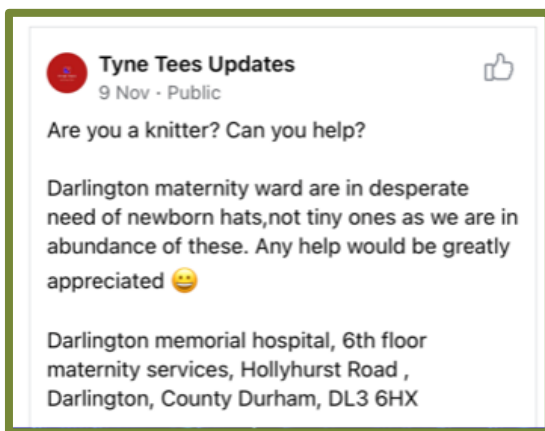 Tyne Tees Updates
9 Nov · Public
Are you a knitter? Can you help?
Darlington maternity ward are in desperate
need of newborn hats,not tiny ones as we are in
abundance of these. Any help would be greatly
appreciated 😀
Darlington memorial hospital, 6th floor
maternity services, Hollyhurst Road ,
Darlington, County Durham, DL3 6HX